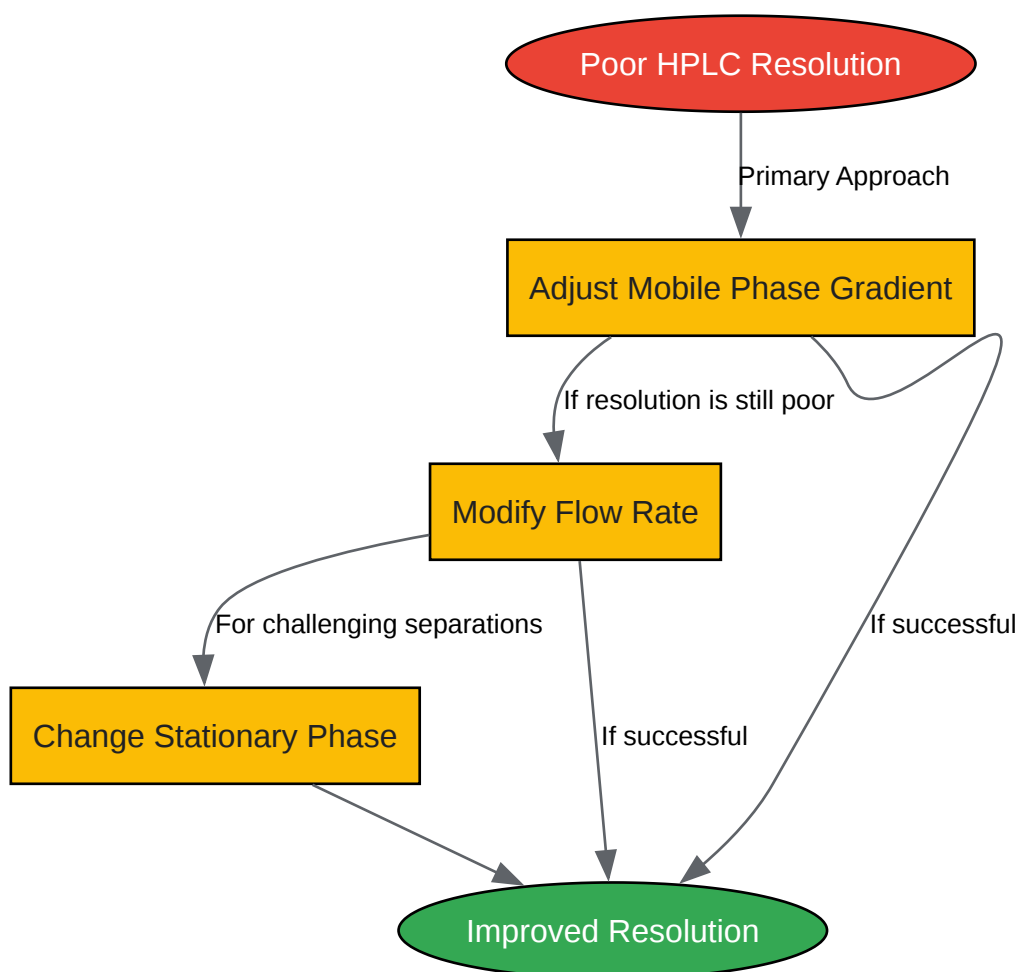 Poor HPLC Resolution
Primary Approach
Adjust Mobile Phase Gradient
If resolution is still poor
Modify Flow Rate
For challenging separations
If successful
Change Stationary Phase
If successful
Improved Resolution